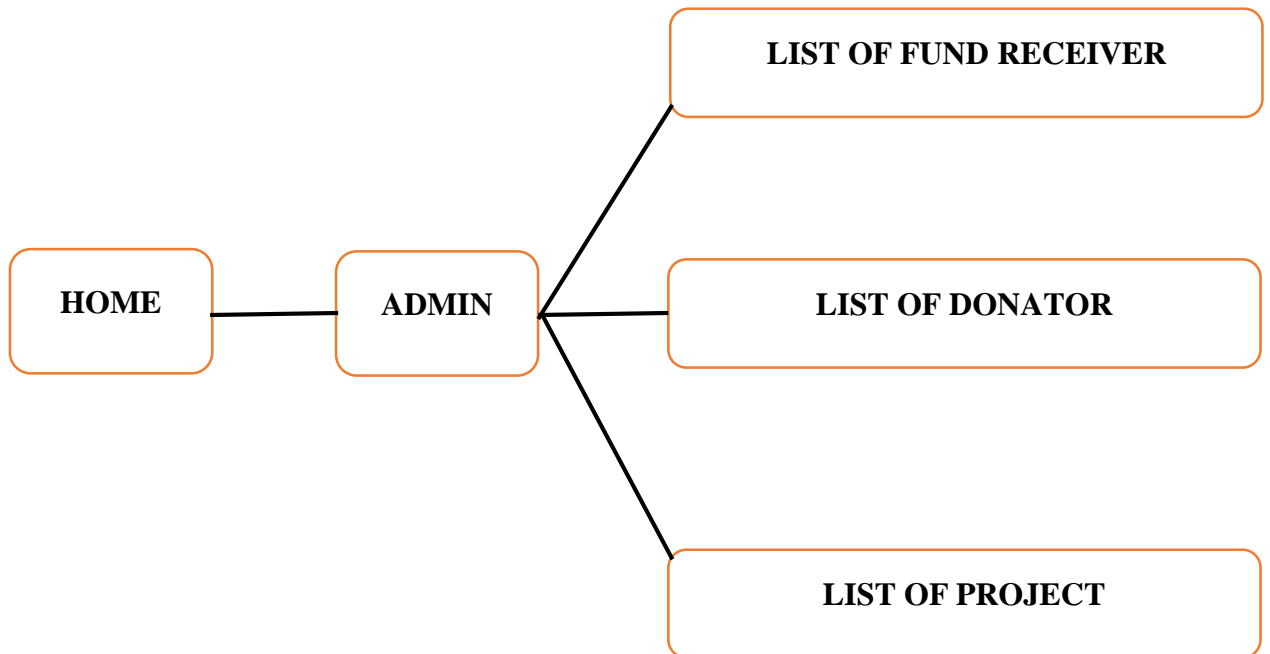 LIST OF FUND RECEIVER
HOME
ADMIN
LIST OF DONATOR
LIST OF PROJECT